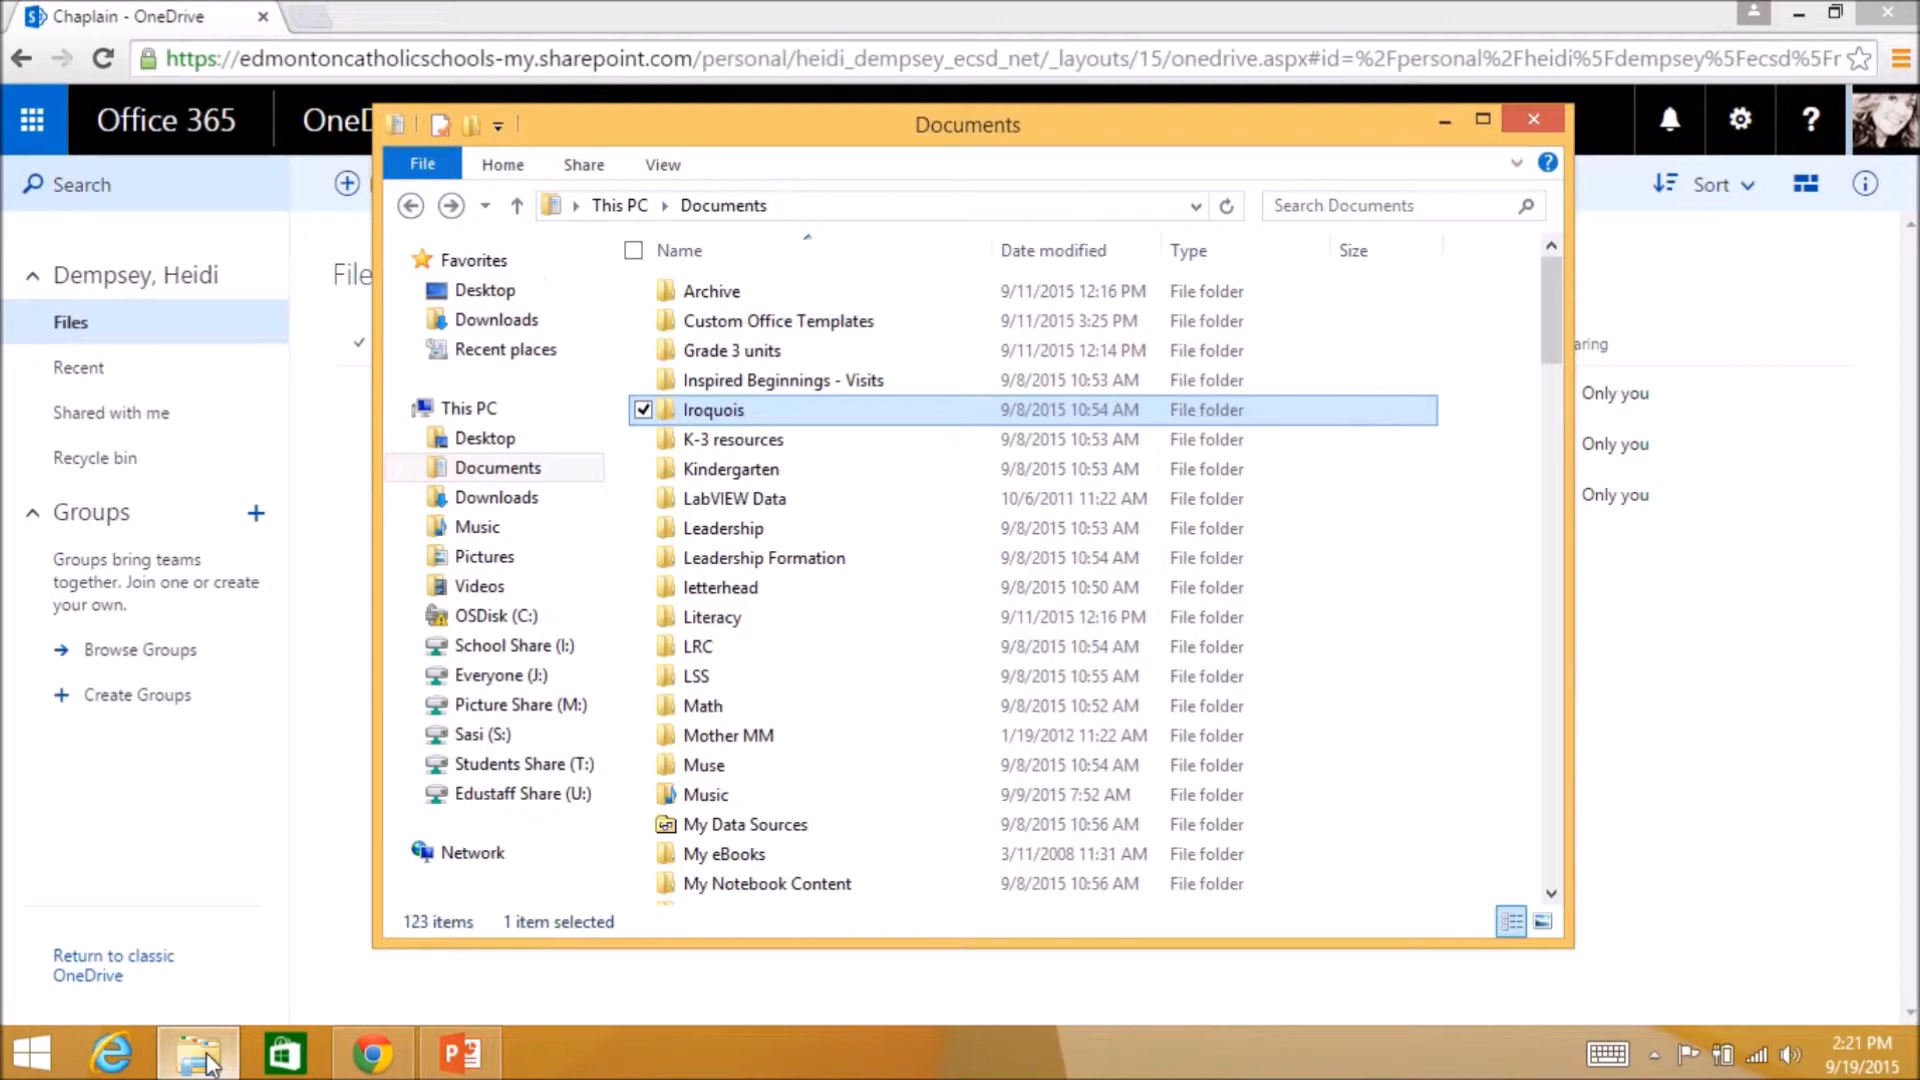 Chaplain - OneDrive
https://edmontoncatholicschools-my.sharepoint.com/personal/heidi_dempsey_ecsd_net/_layouts/15/onedrive.aspx#id=%2Fpersonal%2Fheidi%5Fdempsey%5Fecsd%5Fr
Office 365
OneD
Documents
File Home Share View
Search
Sort
This PC Documents
Search Documents
Name Date modified Type Size
Dempsey, Heidi
File
Files
Recent
Shared with me
Recycle bin
Groups
Groups bring teams
together. Join one or create
your own.
Browse Groups
Create Groups
Return to classic
OneDrive
Favorites
Desktop
Downloads
Recent places
This PC
Desktop
Documents
Downloads
Music
Pictures
Videos
OSDisk (C:)
School Share (I:)
Everyone (J:)
Picture Share (M:)
Sasi (S:)
Students Share (T:)
Edustaff Share (U:)
Network
Archive 9/11/2015 12:16 PM File folder
Custom Office Templates 9/11/2015 3:25 PM File folder
Grade 3 units 9/11/2015 12:14 PM File folder
Inspired Beginnings - Visits 9/8/2015 10:53 AM File folder
Iroquois 9/8/2015 10:54 AM File folder
K-3 resources 9/8/2015 10:53 AM File folder
Kindergarten 9/8/2015 10:53 AM File folder
LabVIEW Data 10/6/2011 11:22 AM File folder
Leadership 9/8/2015 10:53 AM File folder
Leadership Formation 9/8/2015 10:54 AM File folder
letterhead 9/8/2015 10:50 AM File folder
Literacy 9/11/2015 12:16 PM File folder
LRC 9/8/2015 10:54 AM File folder
LSS 9/8/2015 10:55 AM File folder
Math 9/8/2015 10:52 AM File folder
Mother MM 1/19/2012 11:22 AM File folder
Muse 9/8/2015 10:54 AM File folder
Music 9/9/2015 7:52 AM File folder
My Data Sources 9/8/2015 10:56 AM File folder
My eBooks 3/11/2008 11:31 AM File folder
My Notebook Content 9/8/2015 10:56 AM File folder
aring
Only you
Only you
Only you
123 items 1 item selected
2:21 PM
9/19/2015